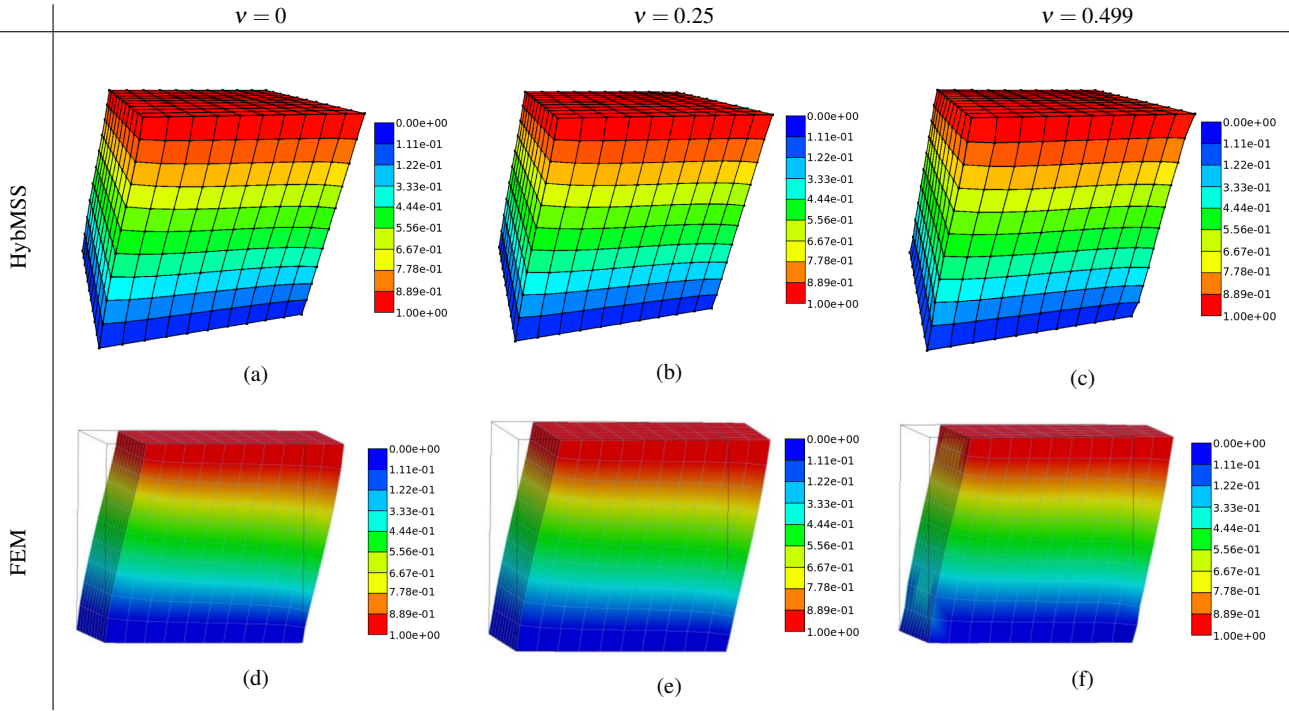 ν = 0
ν = 0.25
ν = 0.499
HybMSS
0.00e+00
1.11e-01
1.22e-01
3.33e-01
4.44e-01
5.56e-01
6.67e-01
7.78e-01
8.89e-01
1.00e+00
(a)
0.00e+00
1.11e-01
1.22e-01
3.33e-01
4.44e-01
5.56e-01
6.67e-01
7.78e-01
8.89e-01
1.00e+00
(b)
0.00e+00
1.11e-01
1.22e-01
3.33e-01
4.44e-01
5.56e-01
6.67e-01
7.78e-01
8.89e-01
1.00e+00
(c)
FEM
0.00e+00
1.11e-01
1.22e-01
3.33e-01
4.44e-01
5.56e-01
6.67e-01
7.78e-01
8.89e-01
1.00e+00
(d)
0.00e+00
1.11e-01
1.22e-01
3.33e-01
4.44e-01
5.56e-01
6.67e-01
7.78e-01
8.89e-01
1.00e+00
(e)
0.00e+00
1.11e-01
1.22e-01
3.33e-01
4.44e-01
5.56e-01
6.67e-01
7.78e-01
8.89e-01
1.00e+00
(f)